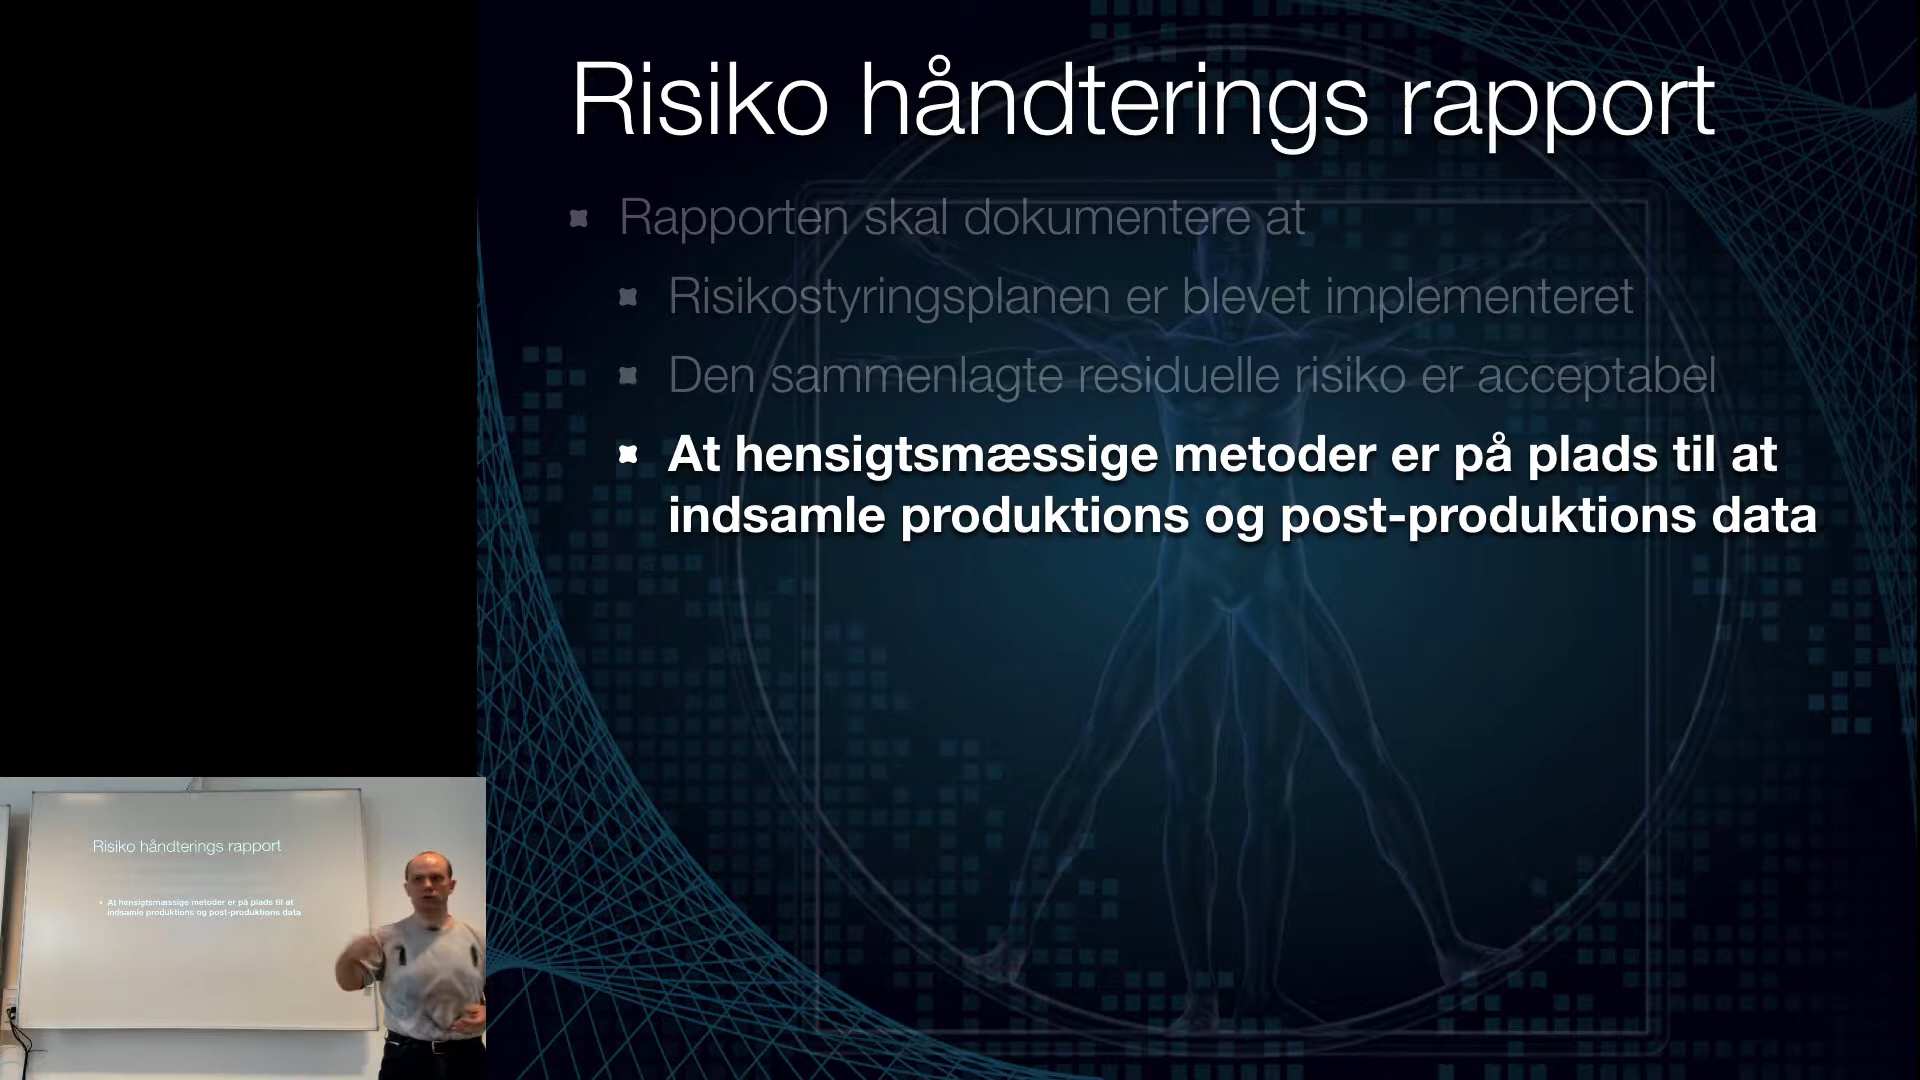 Risiko håndterings rapport
Rapporten skal dokumentere at
Risikostyringsplanen er blevet implementeret
Den sammenlagte residuelle risiko er acceptabel
At hensigtsmæssige metoder er på plads til at
indsamle produktions og post-produktions data
Risiko håndterings rapport
At hensigtsmæssige metoder er på plads til at
indsamle produktions og post-produktions data